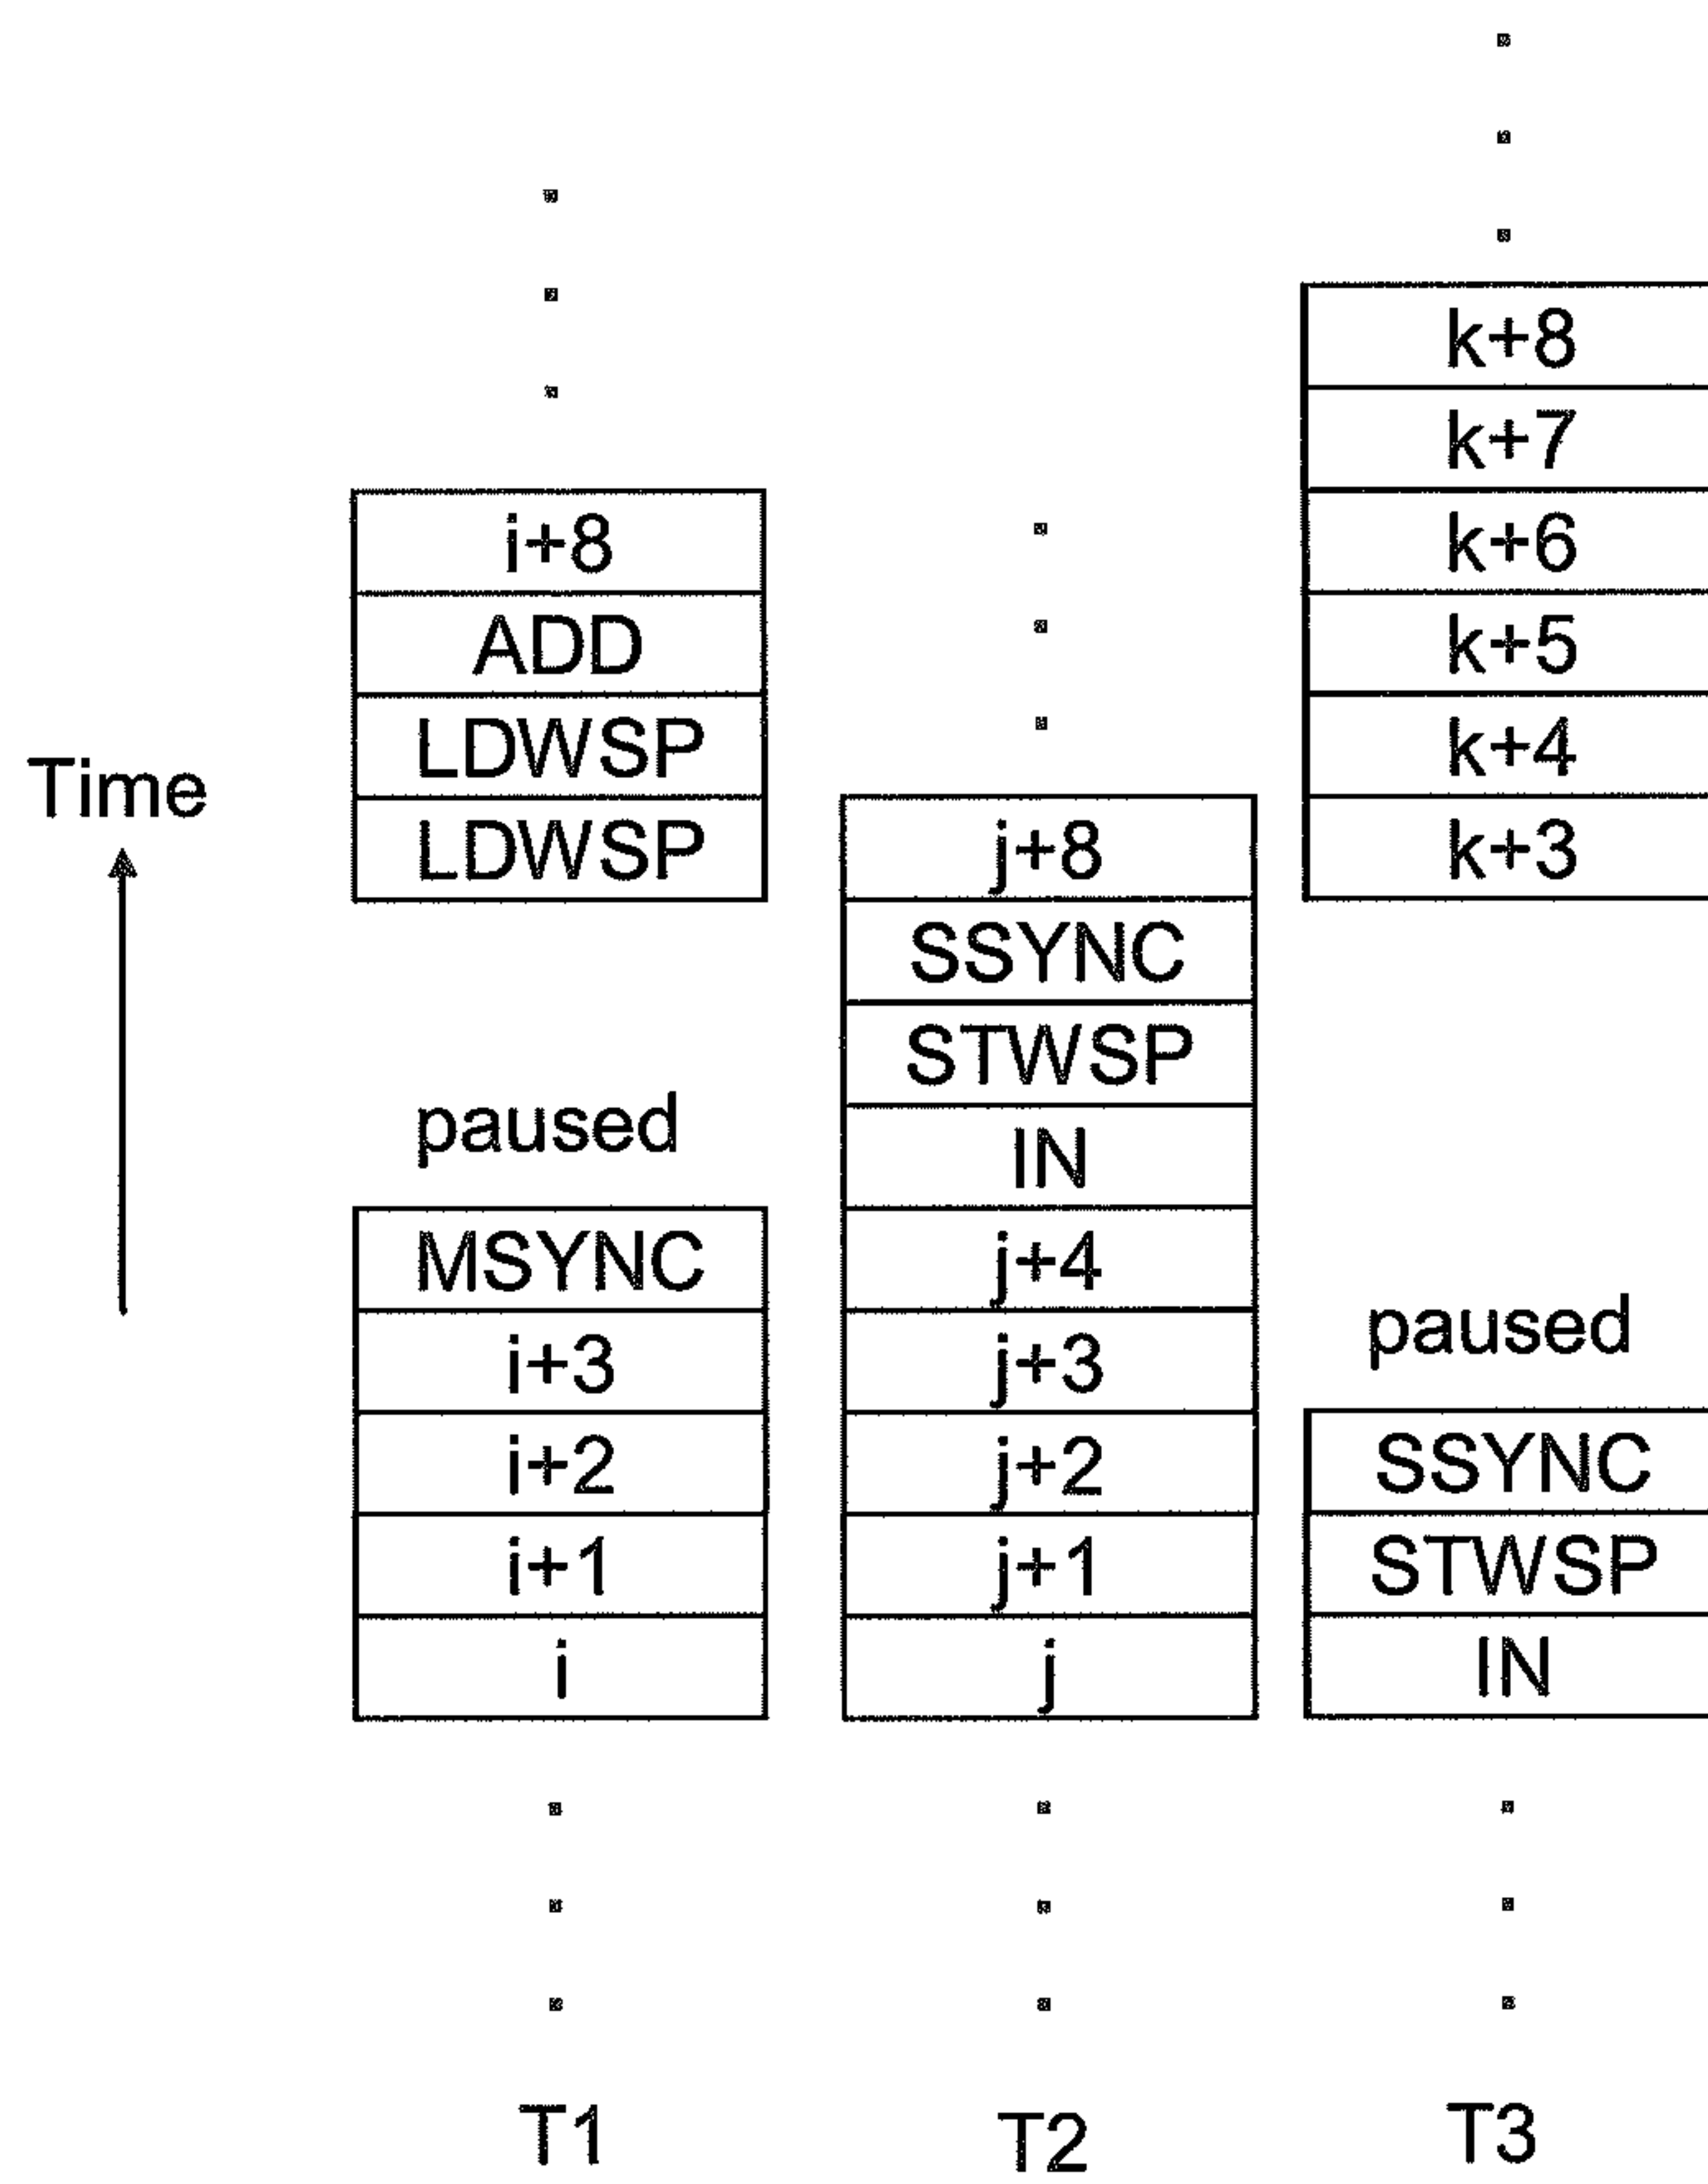 k+8
k+7
i+8 k+6
ADD k+5
LDWSP k+4
Time
LDWSP j+8 k+3
SSYNC
STWSP
paused IN
MSYNC j+4
i+3 j+3 paused
i+2 j+2 SSYNC
i+1 j+1 STWSP
i j IN
T1 T2 T3